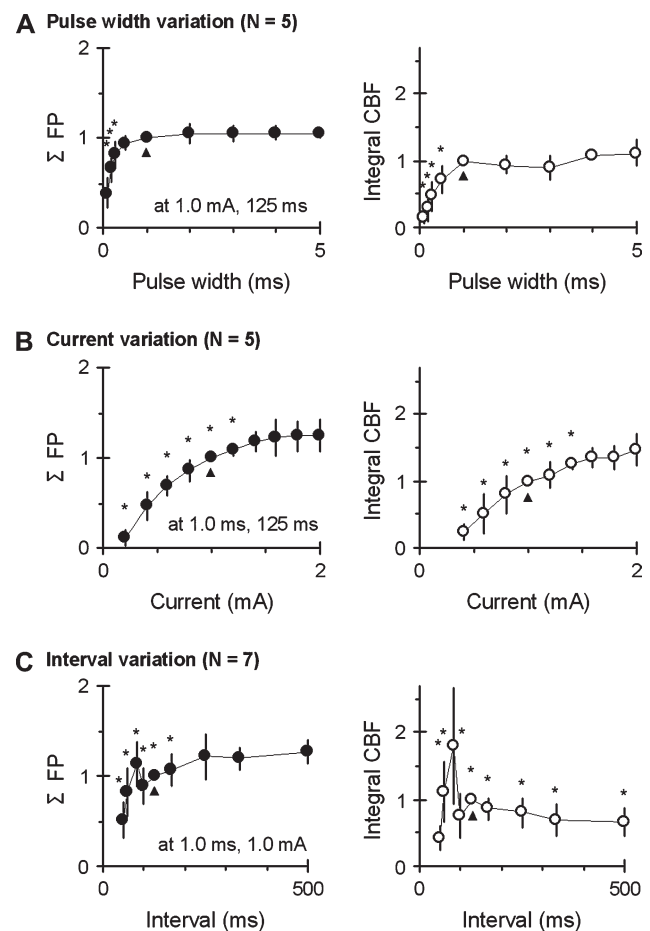 A Pulse width variation (N = 5)
Σ FP
2
1
0
* * *
▲
at 1.0 mA, 125 ms
0
5
Pulse width (ms)
Integral CBF
2
1
0
* * * *
▲
0
5
Pulse width (ms)
B Current variation (N = 5)
Σ FP
2
1
0
* * * * * *
▲
at 1.0 ms, 125 ms
0
2
Current (mA)
Integral CBF
2
1
0
* * * * * *
▲
0
2
Current (mA)
C Interval variation (N = 7)
Σ FP
2
1
0
* * * * * *
▲
at 1.0 ms, 1.0 mA
0
500
Interval (ms)
Integral CBF
2
1
0
* * * * * * * *
▲
0
500
Interval (ms)